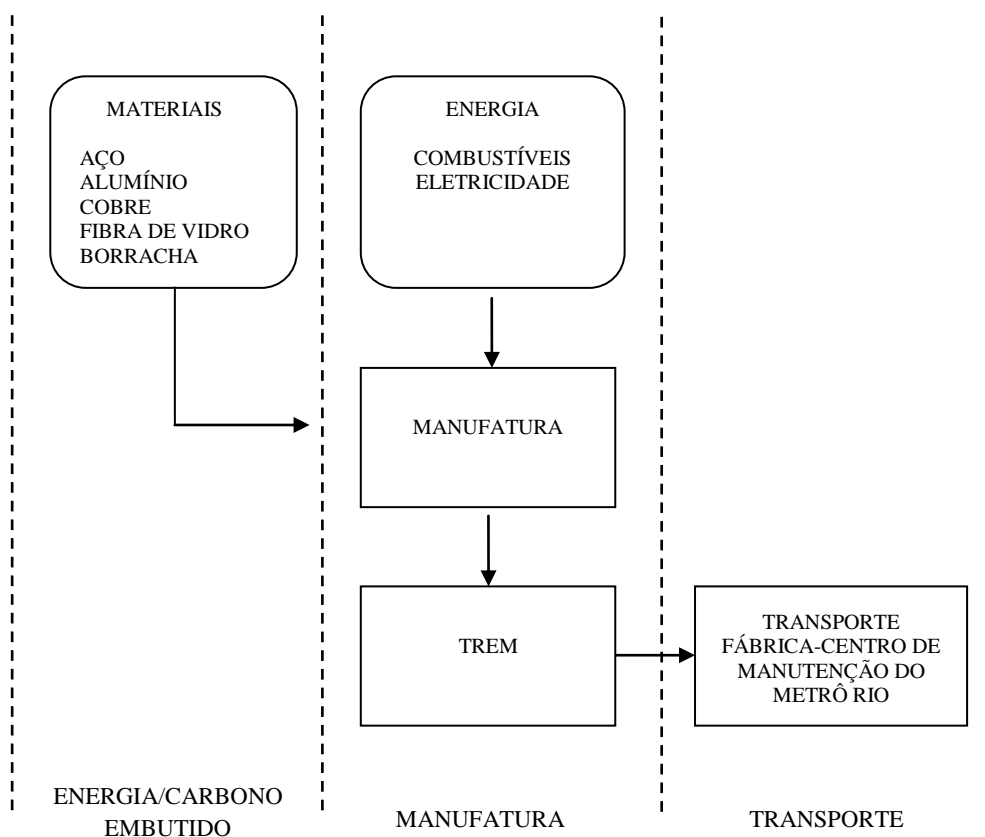 MATERIAIS
AÇO
ALUMÍNIO
COBRE
FIBRA DE VIDRO
BORRACHA
ENERGIA
COMBUSTÍVEIS
ELETRICIDADE
MANUFATURA
TREM
TRANSPORTE
FÁBRICA-CENTRO DE
MANUTENÇÃO DO
METRÔ RIO
ENERGIA/CARBONO
EMBUTIDO
MANUFATURA
TRANSPORTE